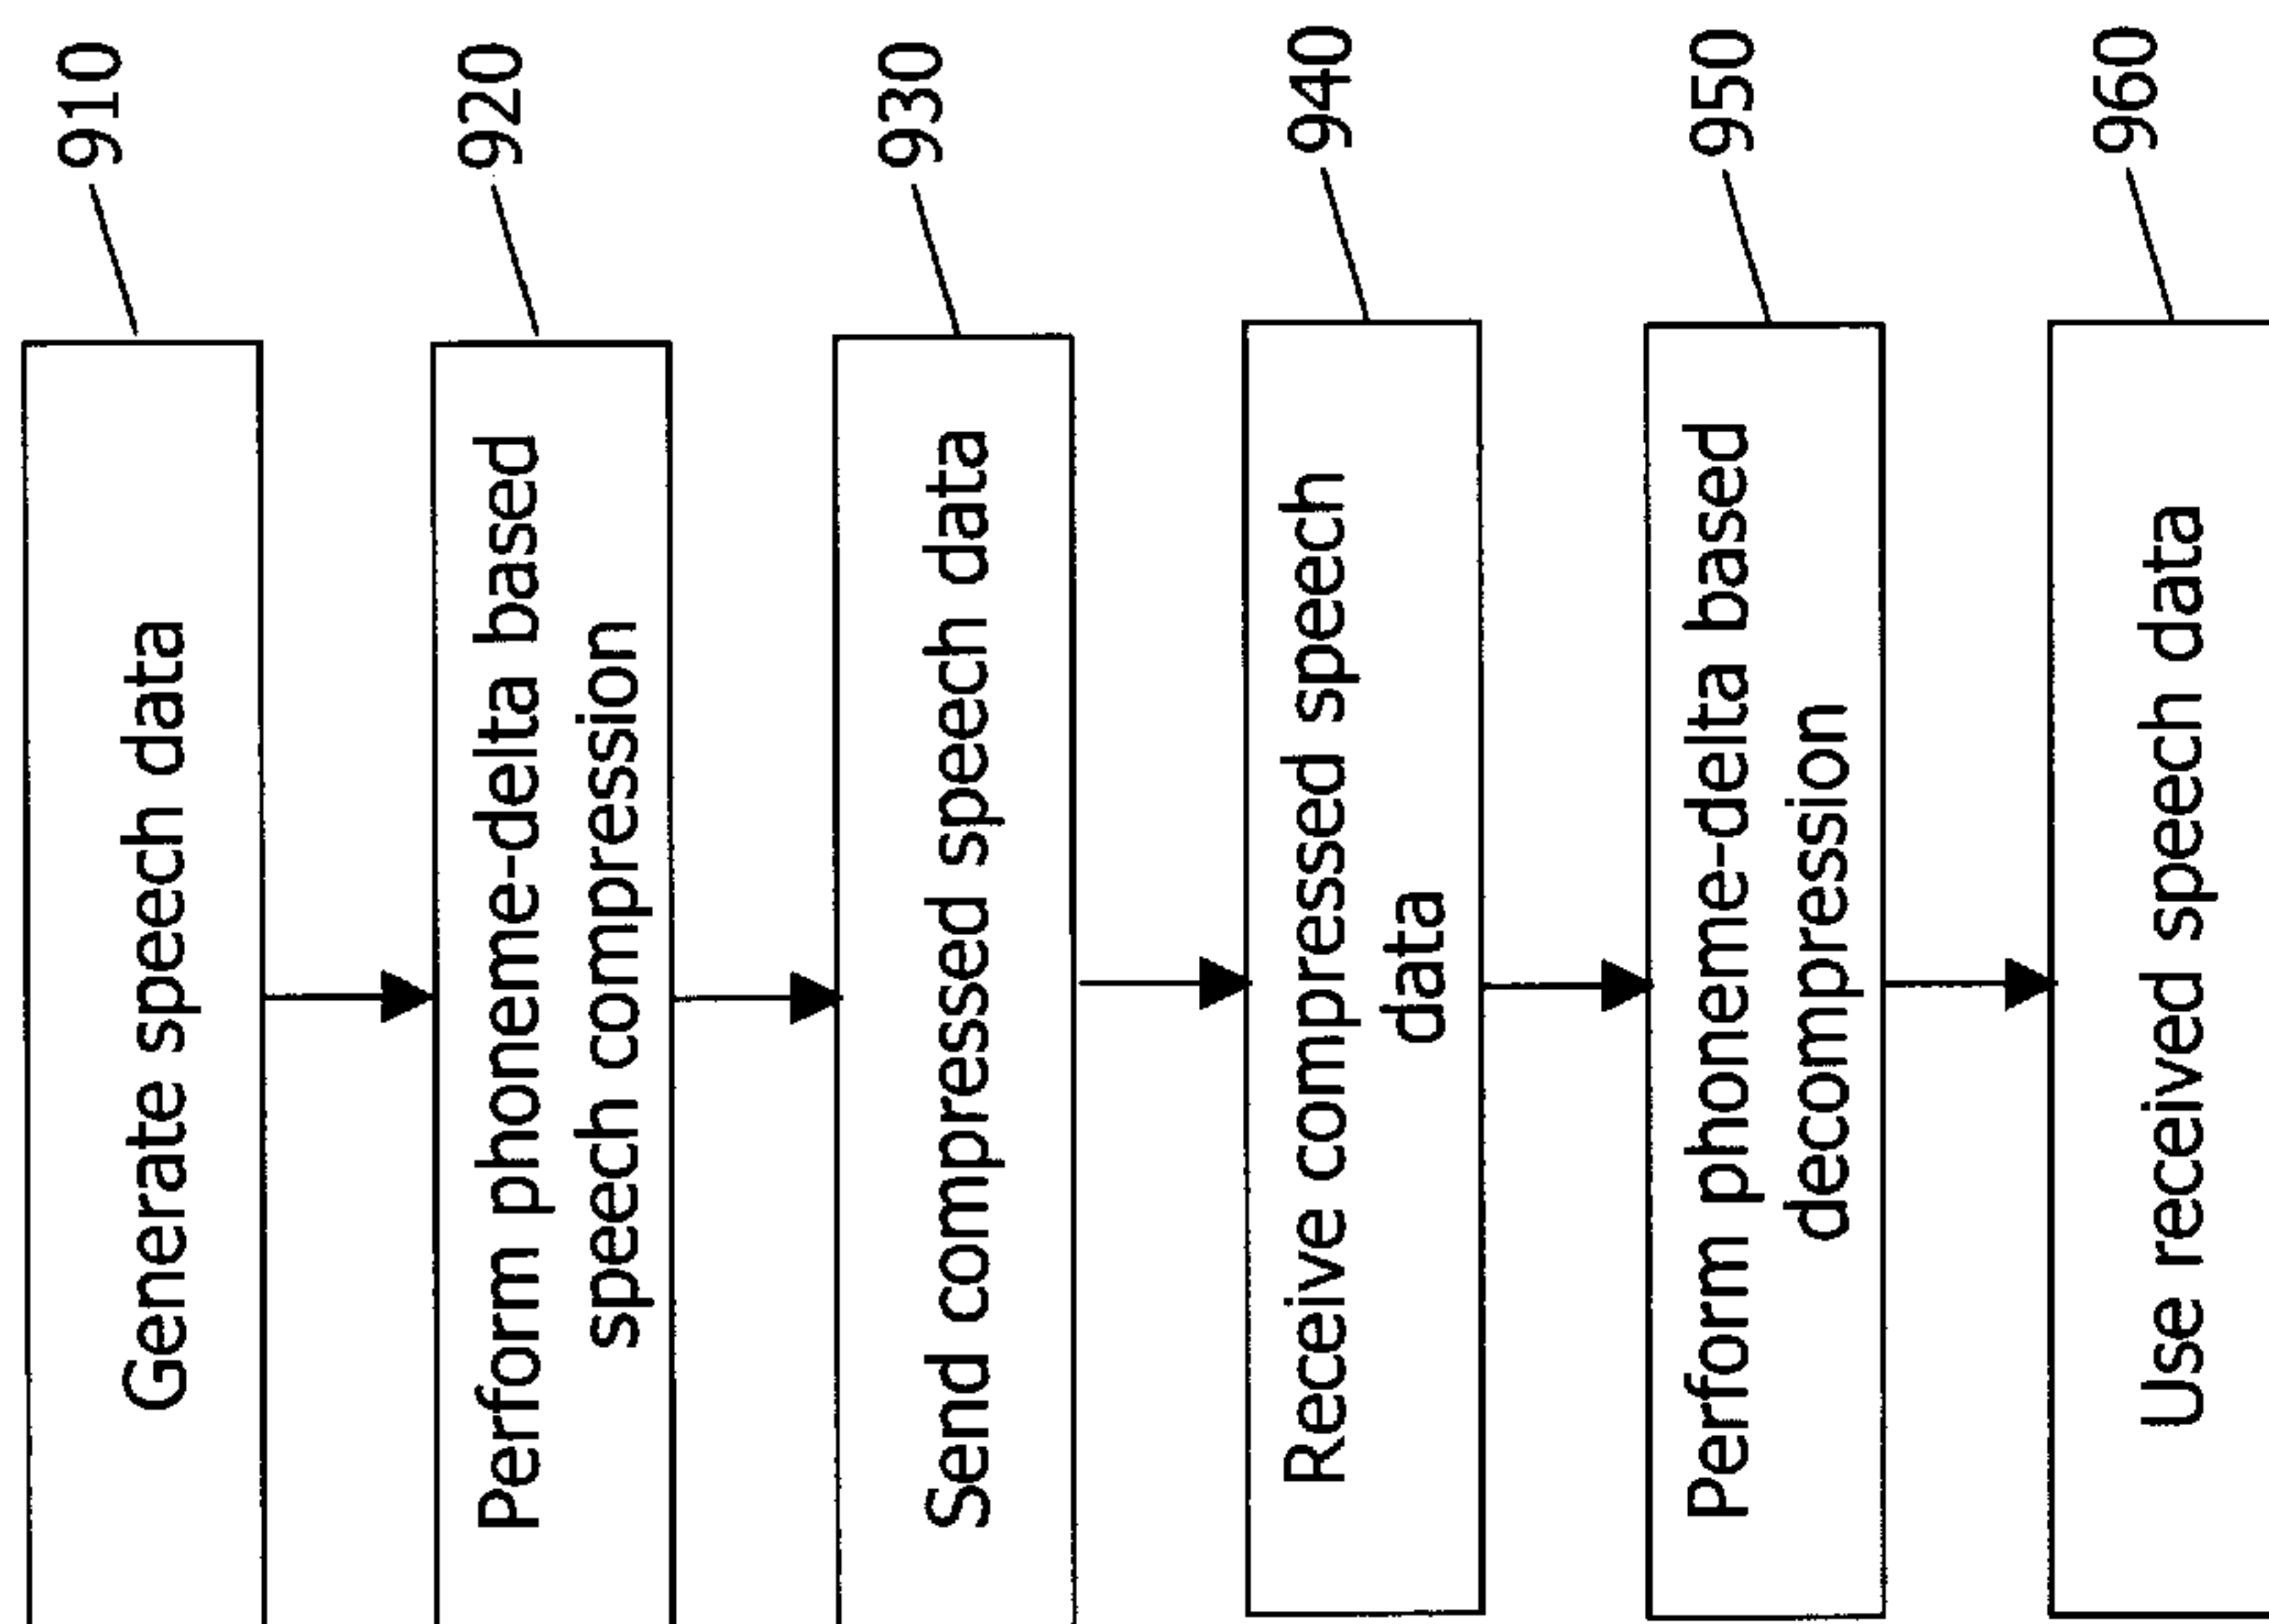 Generate speech data
910
Perform phoneme-delta based
speech compression
920
Send compressed speech data
930
Receive compressed speech
data
940
Perform phoneme-delta based
decompression
950
Use received speech data
960